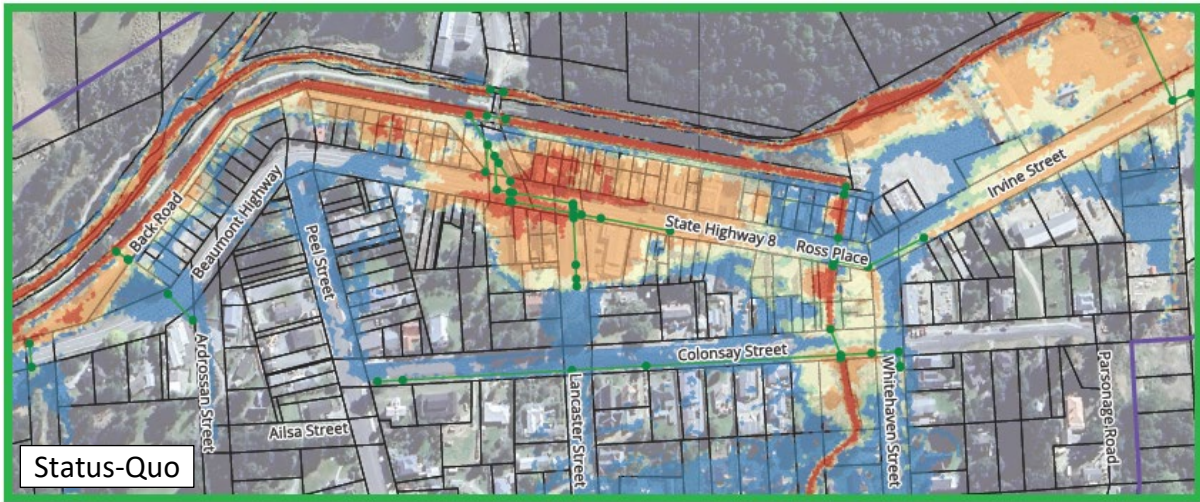 Irvine Street
Back Road
Beaumont Highway
State Highway 8
Ross Place
Peel Street
Colonsay Street
Ardrossan Street
Lancaster Street
Whitehaven Street
Parsonage Road
Ailsa Street
Status-Quo